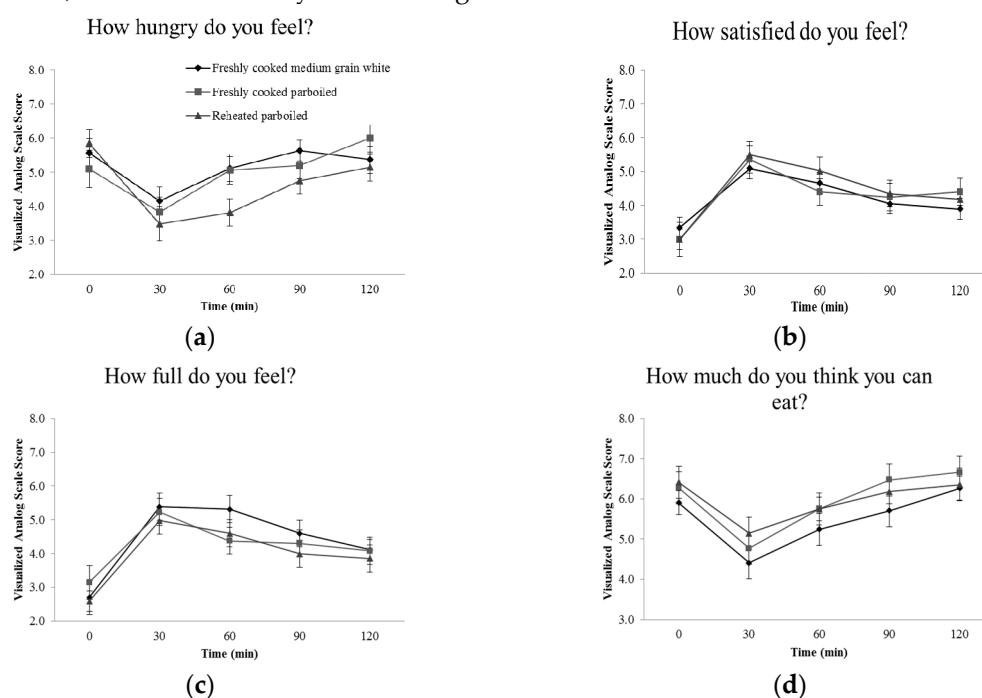 How hungry do you feel?
8.0
7.0
6.0
5.0
4.0
3.0
2.0
Visualized Analog Scale Score
Freshly cooked medium grain white
Freshly cooked parboiled
Reheated parboiled
0 30 60 90 120
Time (min)
(a)
How satisfied do you feel?
8.0
7.0
6.0
5.0
4.0
3.0
2.0
Visualized Analog Scale Score
0 30 60 90 120
Time (min)
(b)
How full do you feel?
8.0
7.0
6.0
5.0
4.0
3.0
2.0
Visualized Analog Scale Score
0 30 60 90 120
Time (min)
(c)
How much do you think you can
eat?
8.0
7.0
6.0
5.0
4.0
3.0
Visualized Analog Scale Score
0 30 60 90 120
Time (min)
(d)